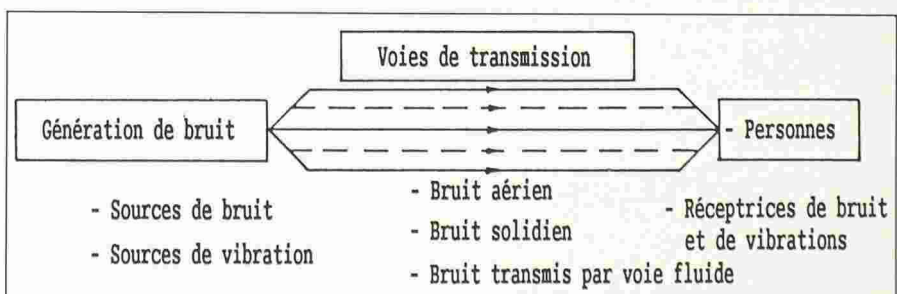 Voies de transmission
Génération de bruit
- Personnes
- Sources de bruit
- Sources de vibration
- Bruit aérien
- Bruit solidien
- Bruit transmis par voie fluide
- Réceptrices de bruit
et de vibrations